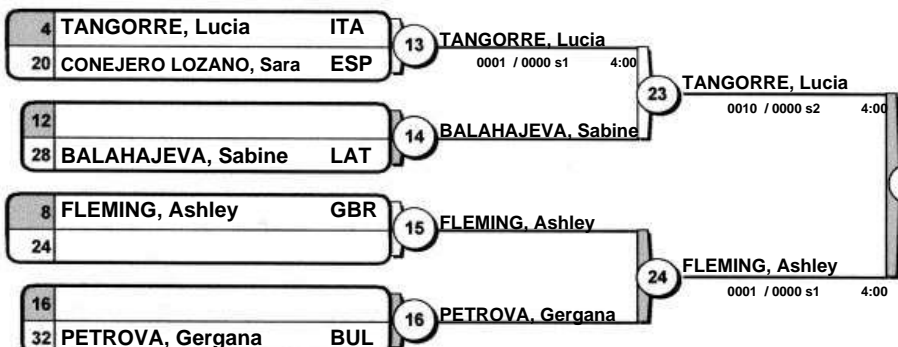 4 TANGORRE, Lucia ITA
20 CONEJERO LOZANO, Sara ESP
13 TANGORRE, Lucia
0001 / 0000 s1 4:00
12
28 BALAHAJEVA, Sabine LAT
14 BALAHAJEVA, Sabine
23 TANGORRE, Lucia
0010 / 0000 s2 4:00
8 FLEMING, Ashley GBR
24
15 FLEMING, Ashley
16
32 PETROVA, Gergana BUL
16 PETROVA, Gergana
24 FLEMING, Ashley
0001 / 0000 s1 4:00